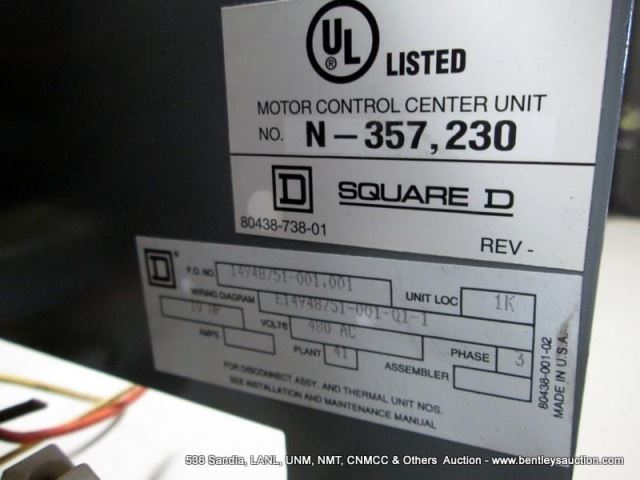 UL ®
LISTED
MOTOR CONTROL CENTER UNIT
NO. N-357,230
D SQUARE D
80438-738-01
REV -
D ®
F.O. NO. 14948751-001,001
UNIT LOC 1K
WIRING DIAGRAM E14948751-001-Q1-1
10 HP VOLTS 480 AC PHASE 3
AMPS PLANT 41 ASSEMBLER
FOR DISCONNECT ASSY. AND THERMAL UNIT NOS.
SEE INSTALLATION AND MAINTENANCE MANUAL
80438-001-02
MADE IN U.S.A.
536 Sandia, LANL, UNM, NMT, CNMCC & Others Auction - www.bentleysauction.com